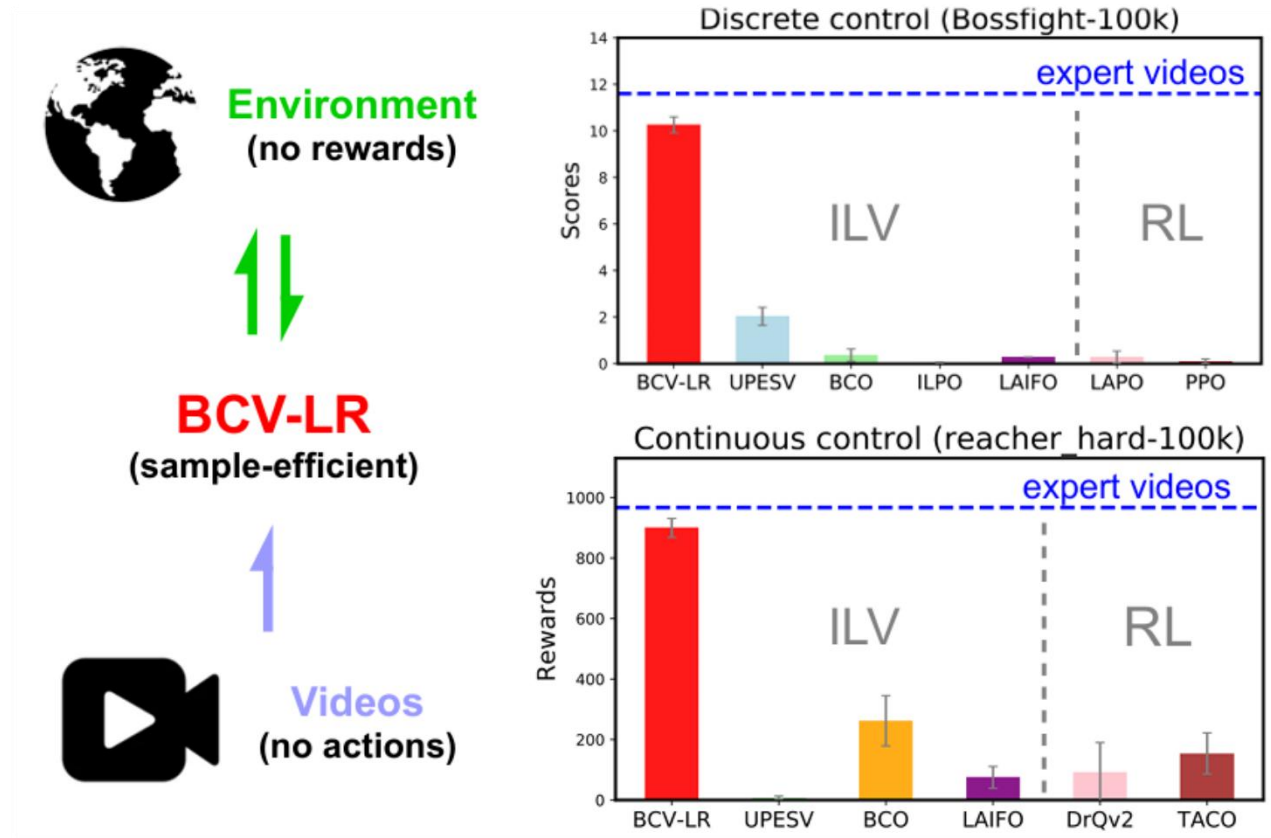 Environment
(no rewards)
BCV-LR
(sample-efficient)
Videos
(no actions)
Discrete control (Bossfight-100k)
14
12
10
8
6
4
2
0
Scores
expert videos
ILV
RL
BCV-LR UPESV BCO ILPO LAIFO LAPO PPO
Continuous control (reacher_hard-100k)
1000
800
600
400
200
0
Rewards
expert videos
ILV
RL
BCV-LR UPESV BCO LAIFO DrQv2 TACO